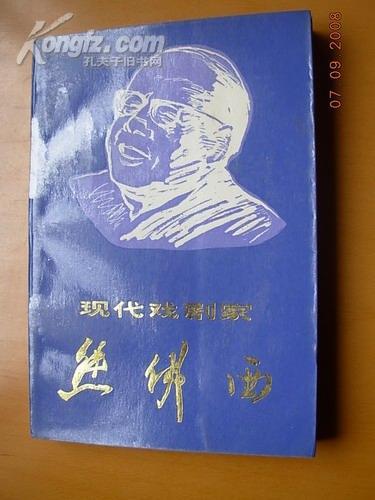 Kongfz.com
孔夫子旧书网
07 09 2008
现代戏剧家
熊佛西